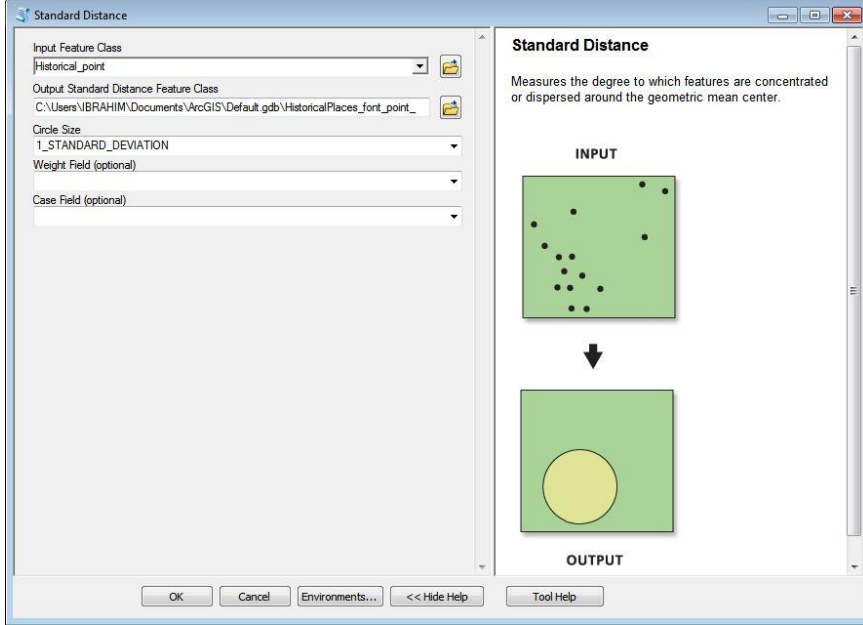 Standard Distance
Input Feature Class
Historical_point
Output Standard Distance Feature Class
C:\Users\IBRAHIM\Documents\ArcGIS\Default.gdb\HistoricalPlaces_font_point_
Circle Size
1_STANDARD_DEVIATION
Weight Field (optional)
Case Field (optional)
Standard Distance
Measures the degree to which features are concentrated
or dispersed around the geometric mean center.
INPUT
OUTPUT
OK
Cancel
Environments...
<< Hide Help
Tool Help